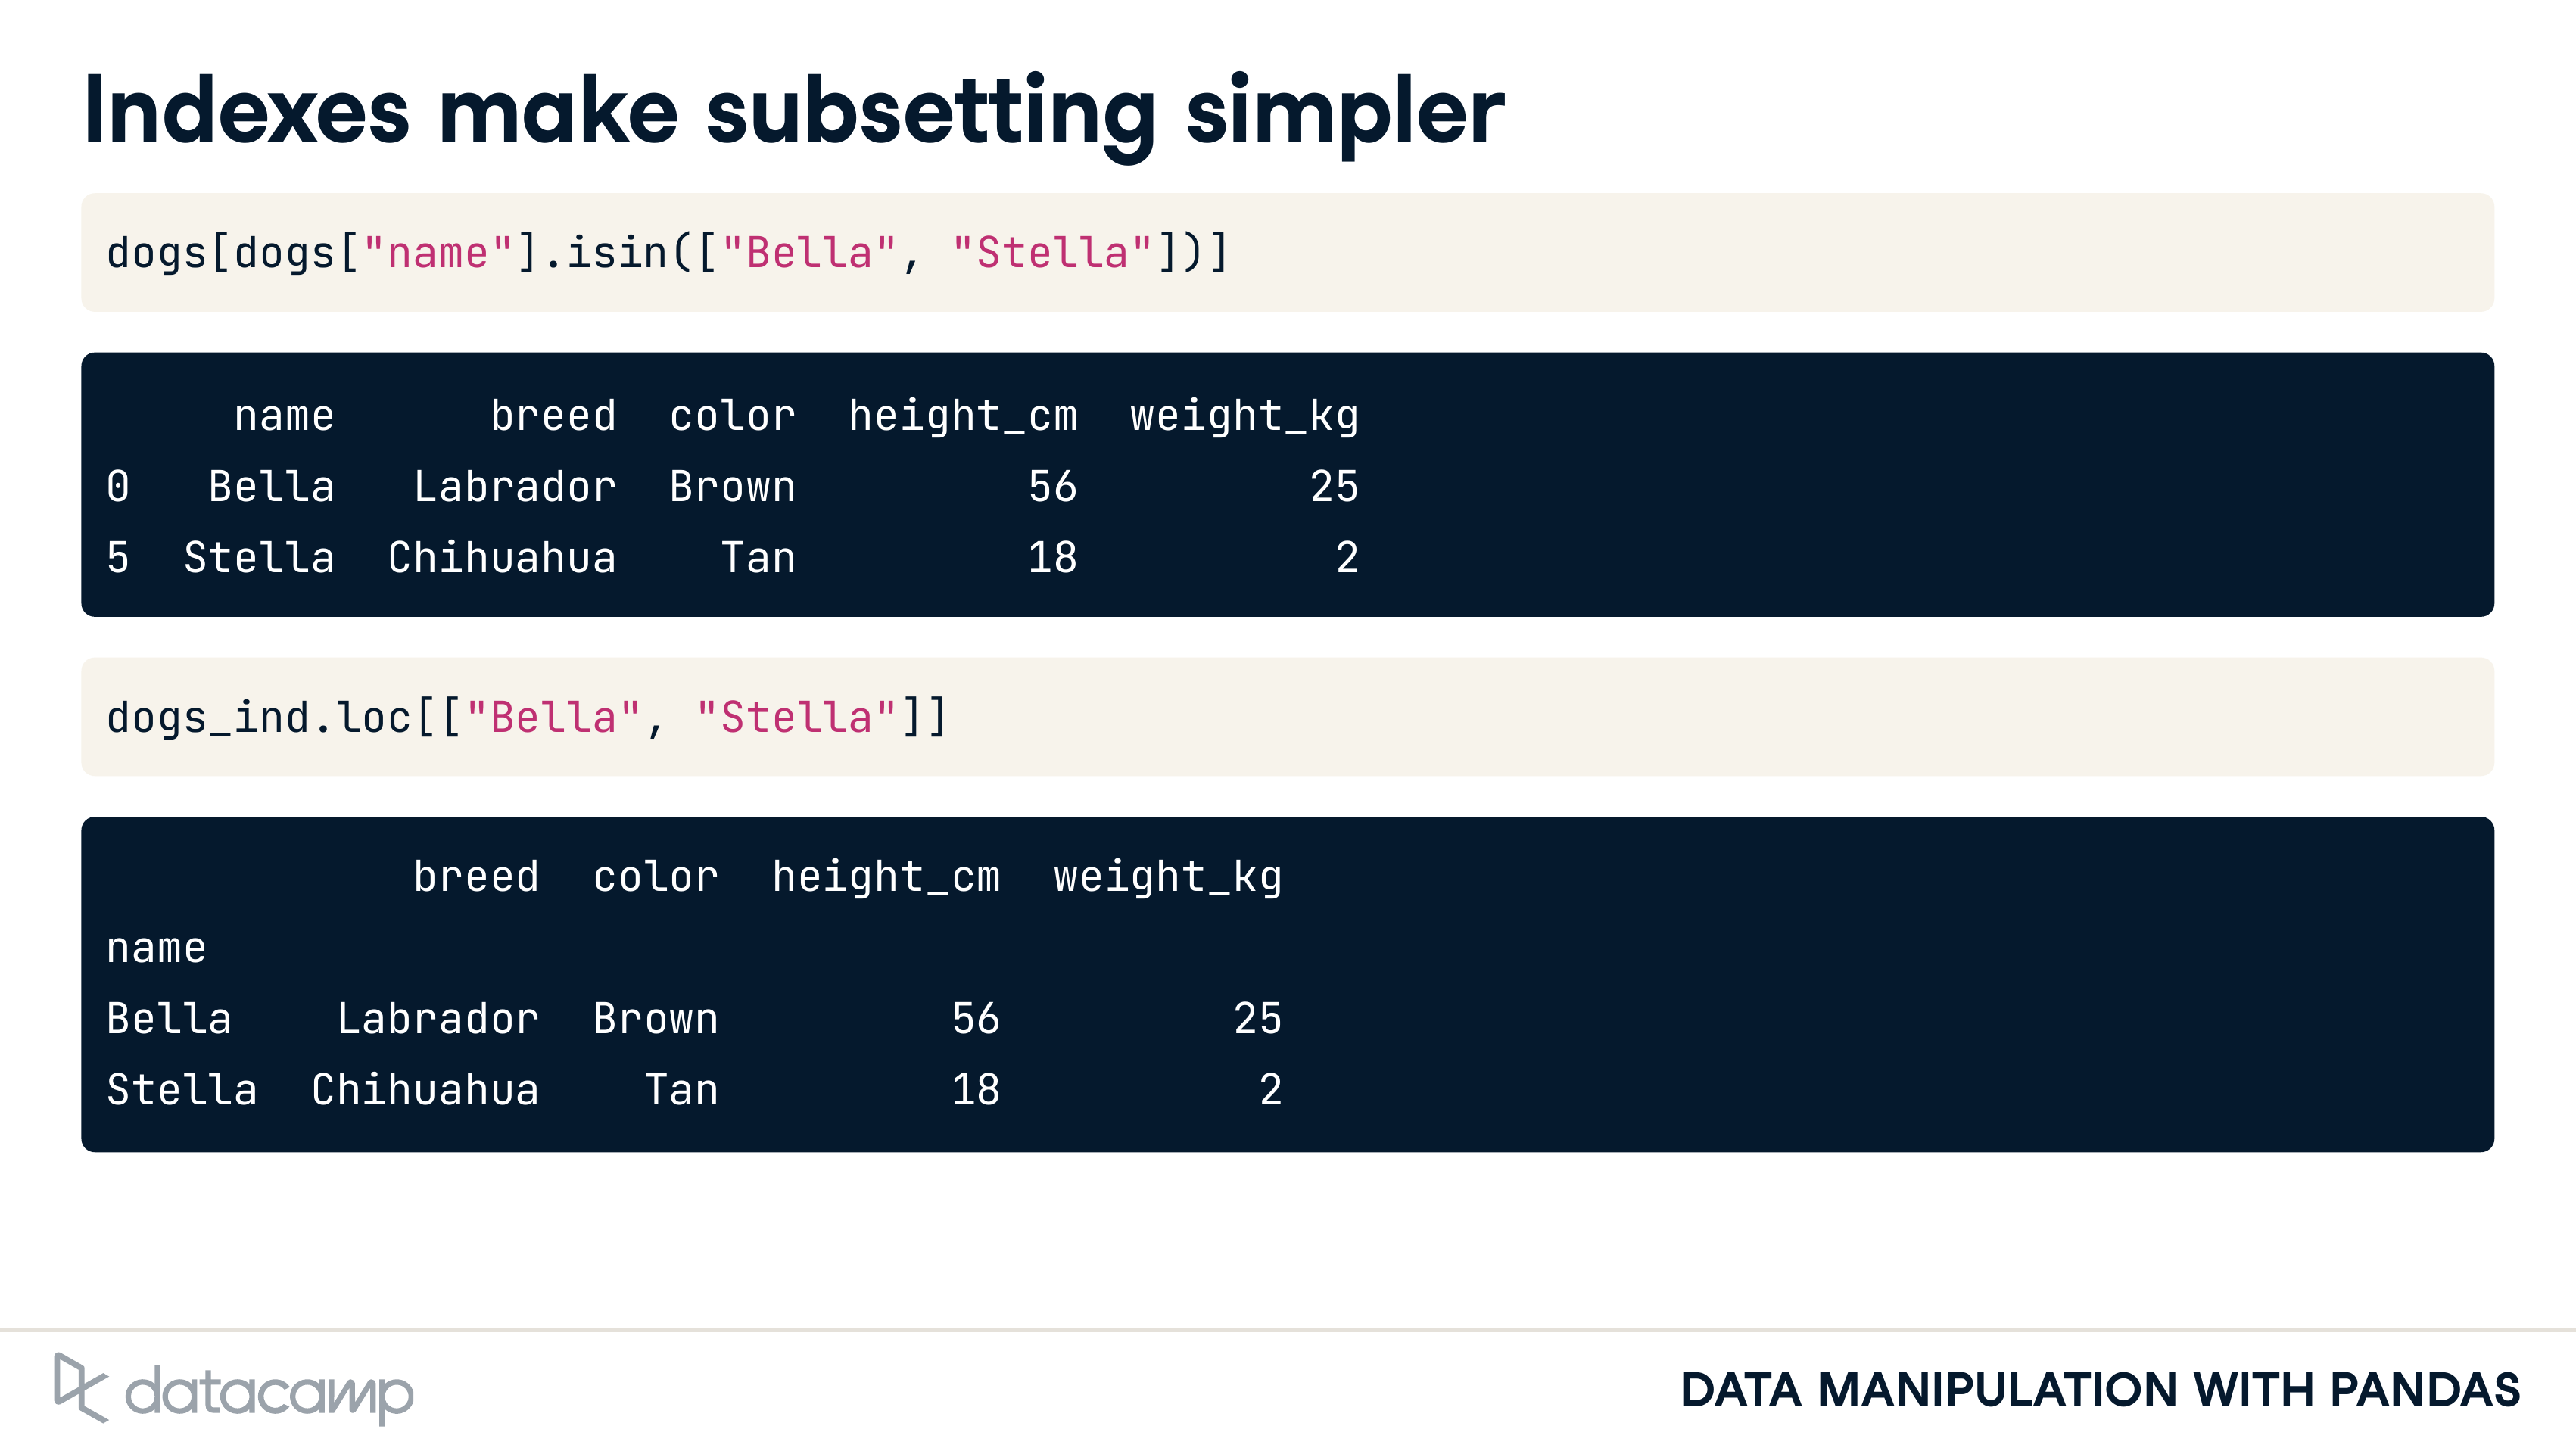 Indexes make subsetting simpler
dogs[dogs["name"].isin(["Bella", "Stella"])]
     name      breed  color  height_cm  weight_kg
0   Bella   Labrador  Brown         56         25
5  Stella  Chihuahua    Tan         18          2
dogs_ind.loc[["Bella", "Stella"]]
            breed  color  height_cm  weight_kg
name
Bella    Labrador  Brown         56         25
Stella  Chihuahua    Tan         18          2
datacamp
DATA MANIPULATION WITH PANDAS